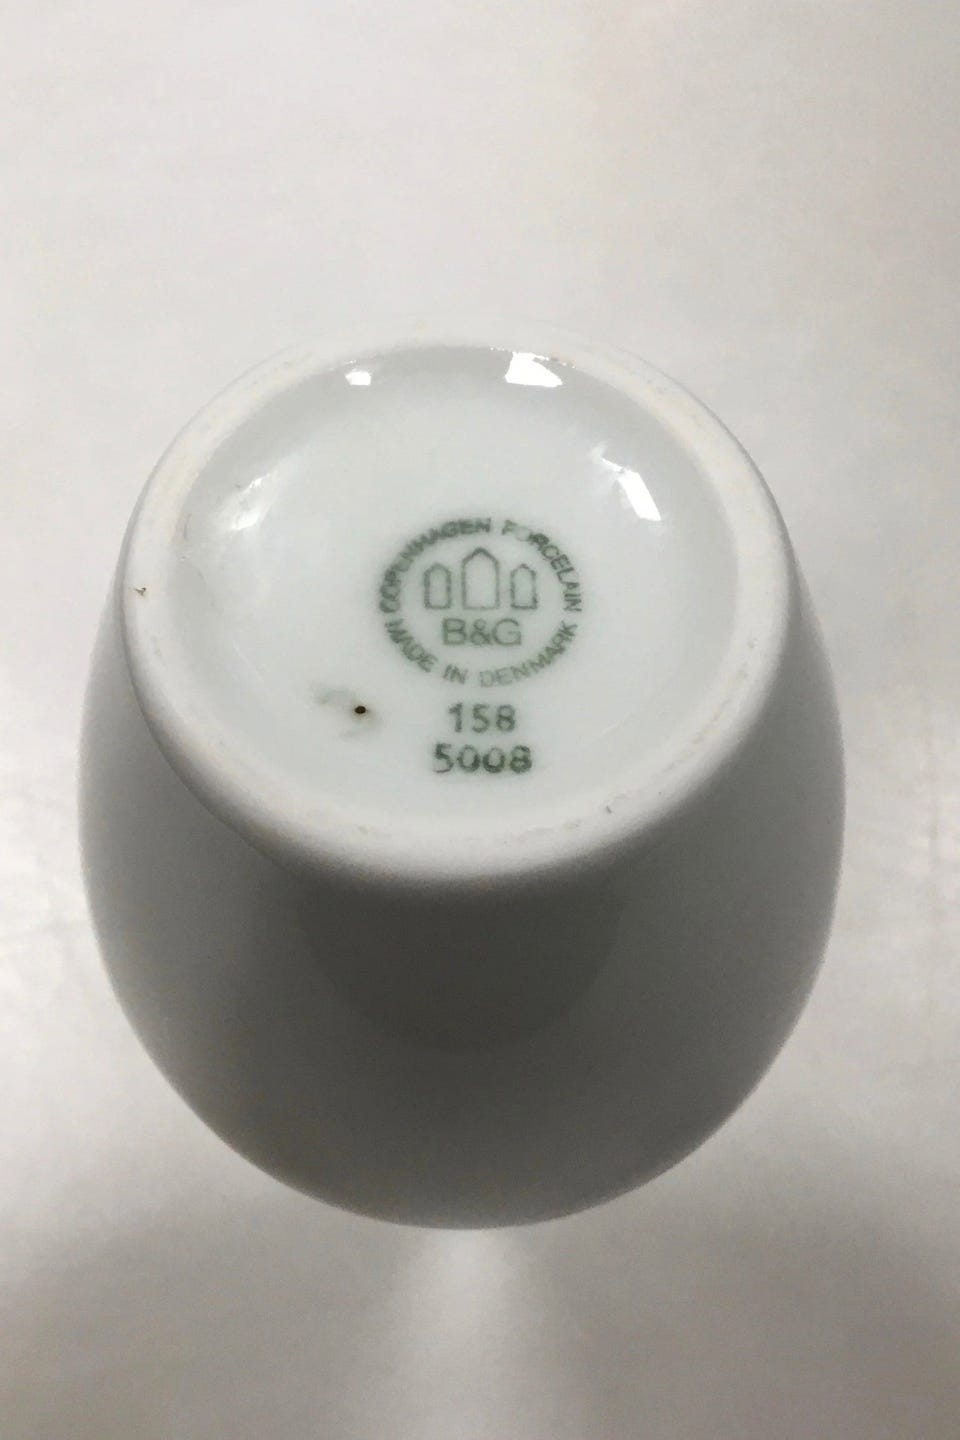 COPENHAGEN PORCELAIN
B&G
MADE IN DENMARK
158
5008